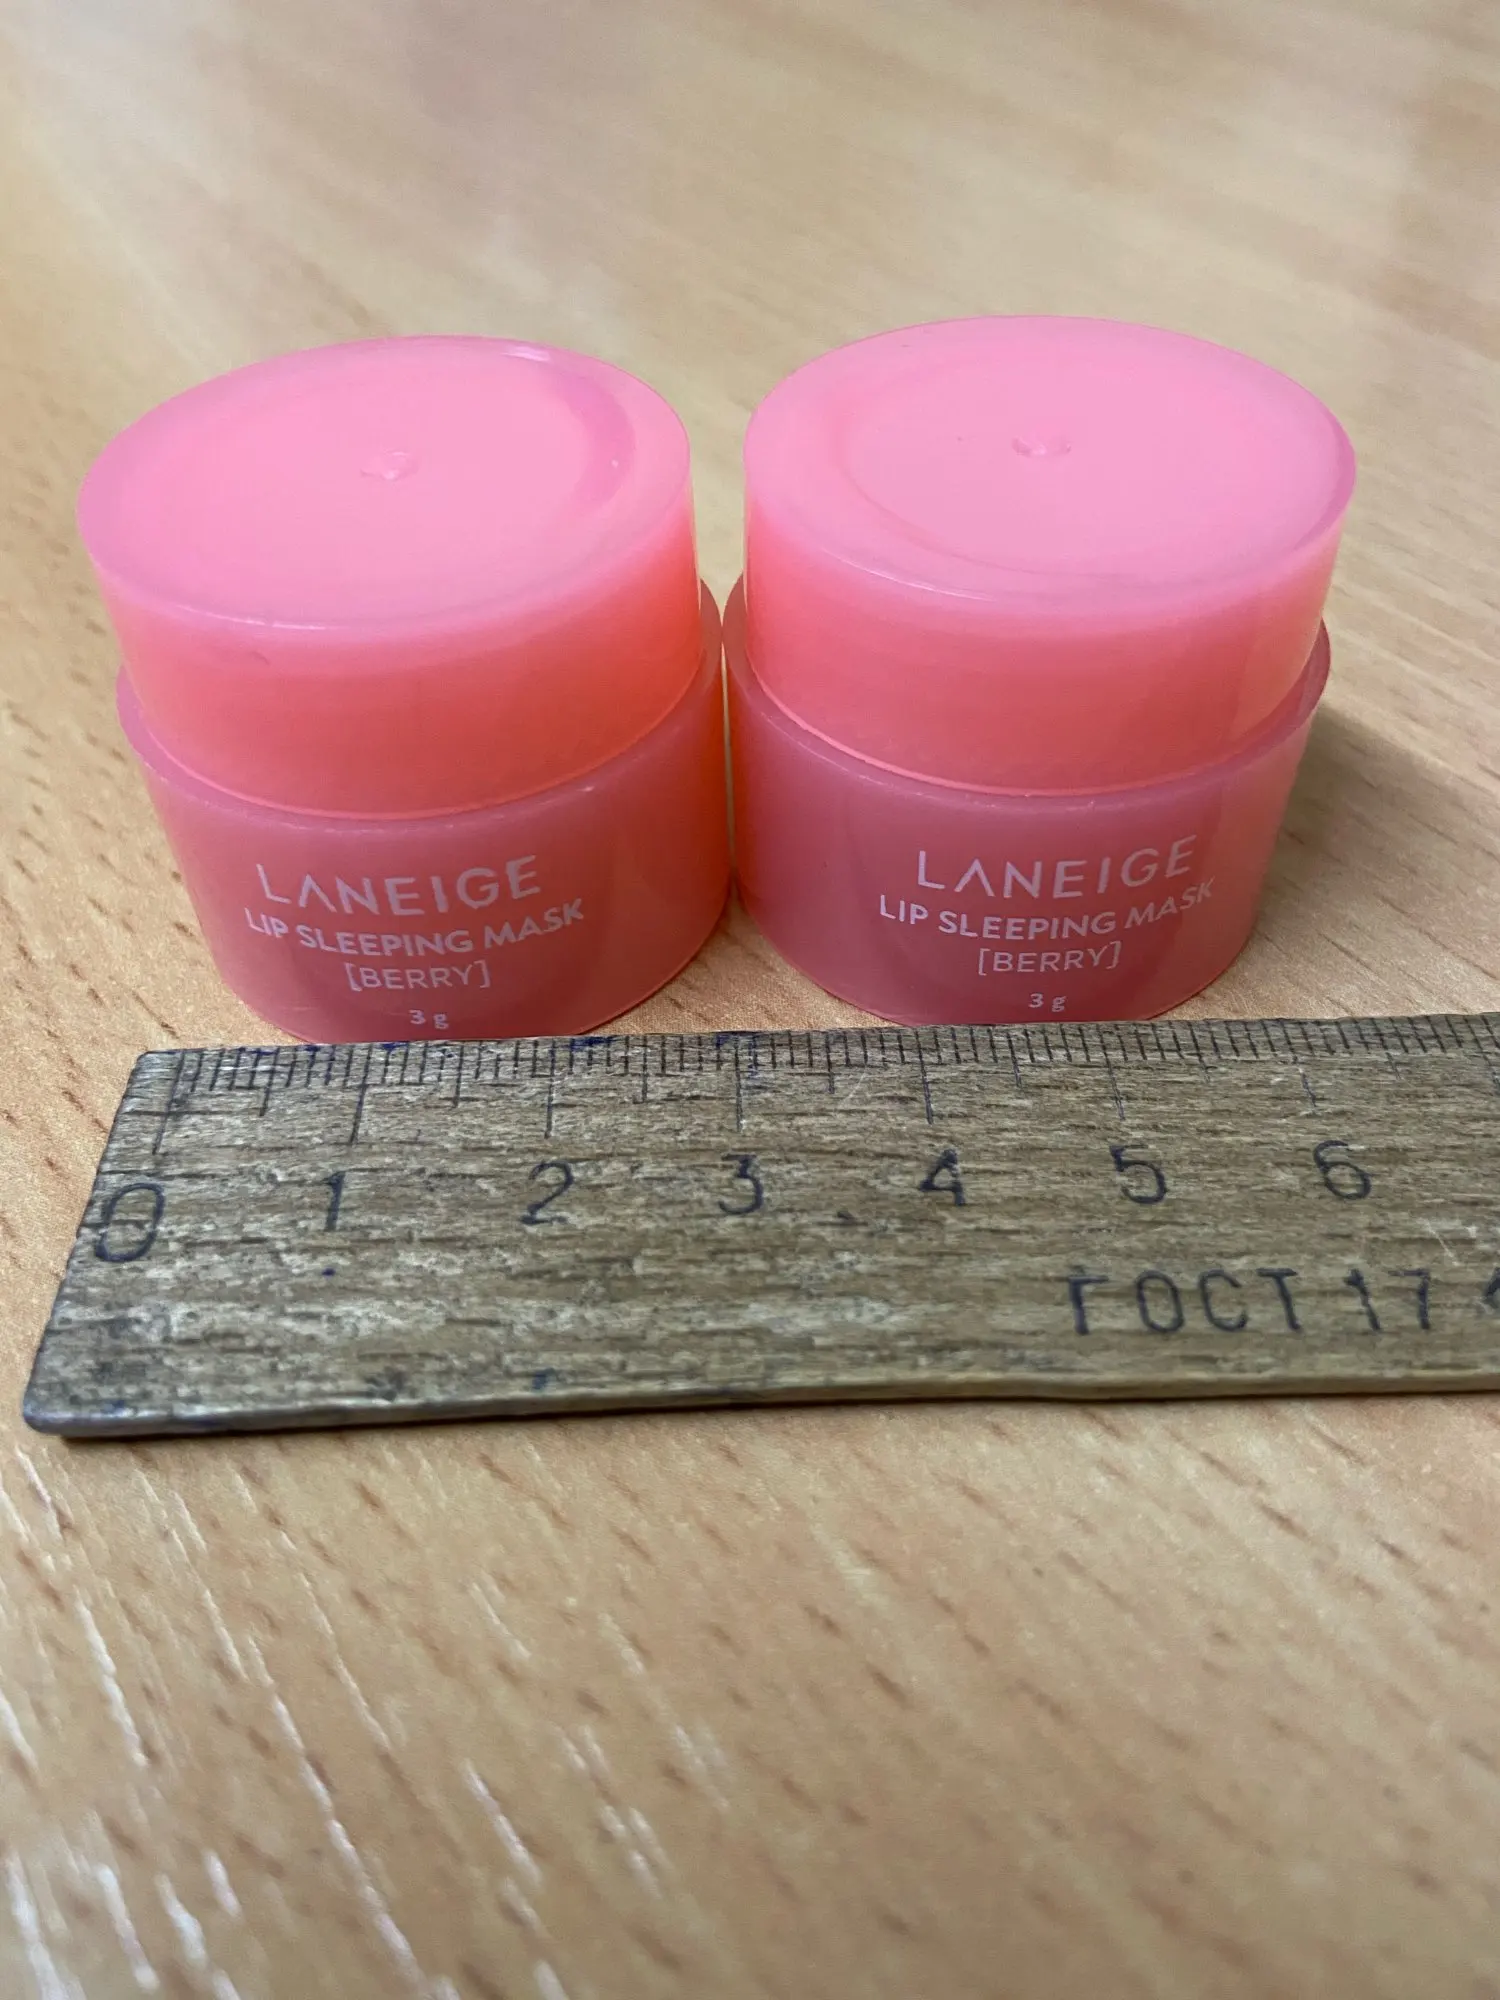 LANEIGE
LIP SLEEPING MASK
[BERRY]
3 g
LANEIGE
LIP SLEEPING MASK
[BERRY]
3 g
0 1 2 3 4 5 6
ГОСТ 17